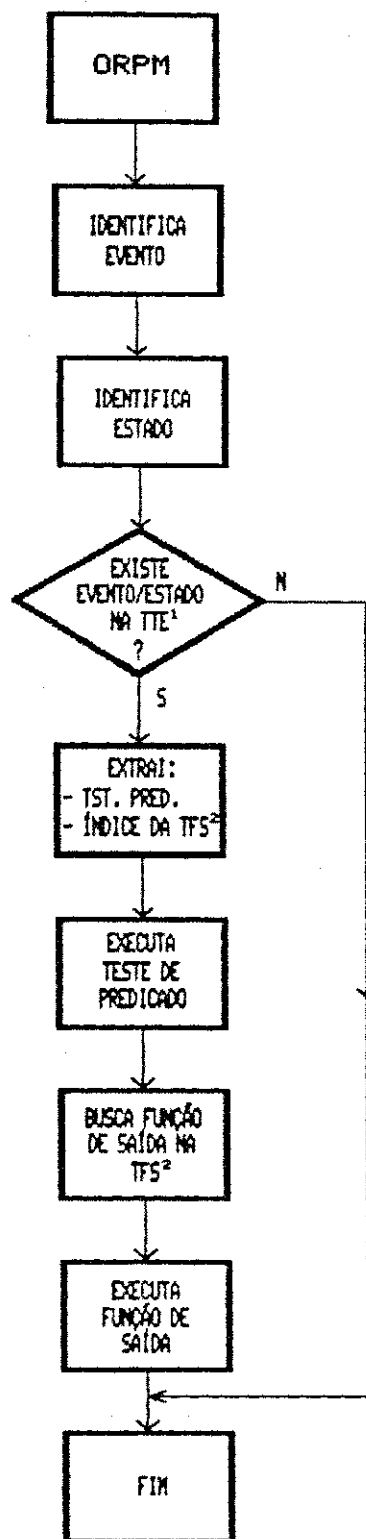 ORPM
IDENTIFICA
EVENTO
IDENTIFICA
ESTADO
EXISTE
EVENTO/ESTADO
NA TTE¹
?
N
S
EXTRAI:
- TST. PRED.
- ÍNDICE DA TFS²
EXECUTA
TESTE DE
PREDICADO
BUSCA FUNÇÃO
DE SAÍDA NA
TFS²
EXECUTA
FUNÇÃO DE
SAÍDA
FIM